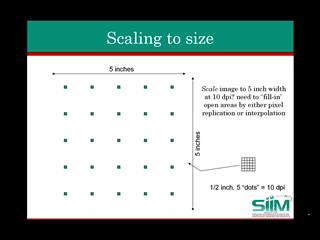 Scaling to size
5 inches
Scale image to 5 inch width
at 10 dpi? need to "fill-in"
open areas by either pixel
replication or interpolation
5 inches
1/2 inch, 5 "dots" = 10 dpi
SIIM